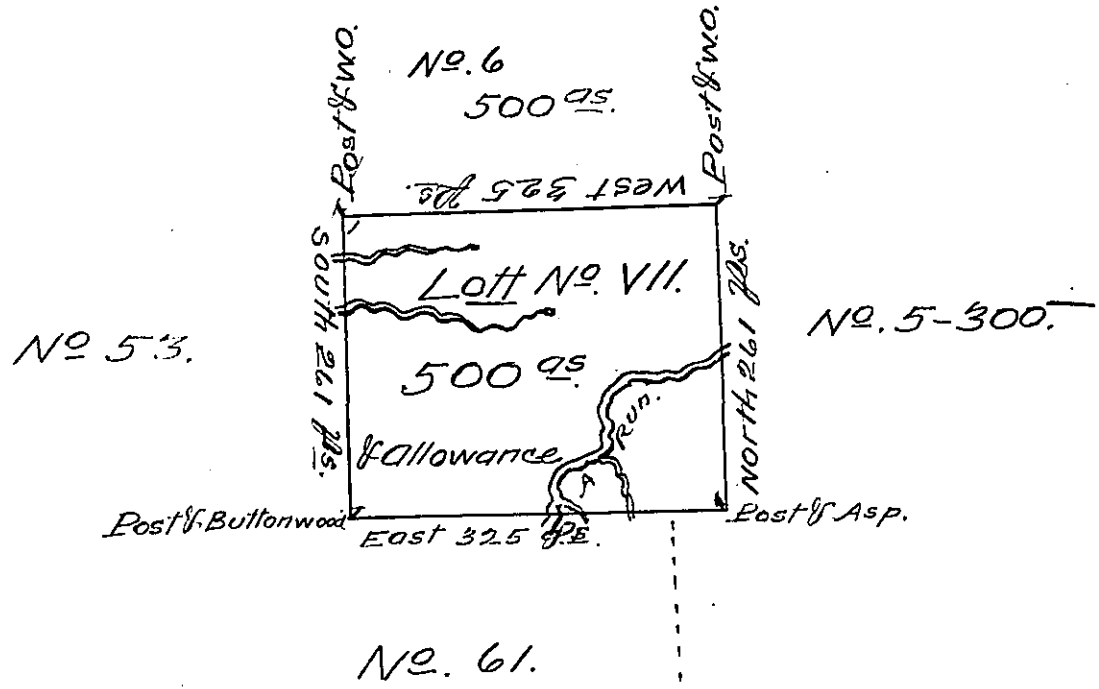 Nº. 6
500 as.
Post & W.O.
Post & W.O.
West 325 ps.
South 261 ps.
Lott Nº. VII.
North 261 ps.
Nº 53.
Nº. 5-300.
500 as.
& Allowance
Run.
A
Post & Buttonwood
East 325 ps.
Post & Asp.
Nº. 61.